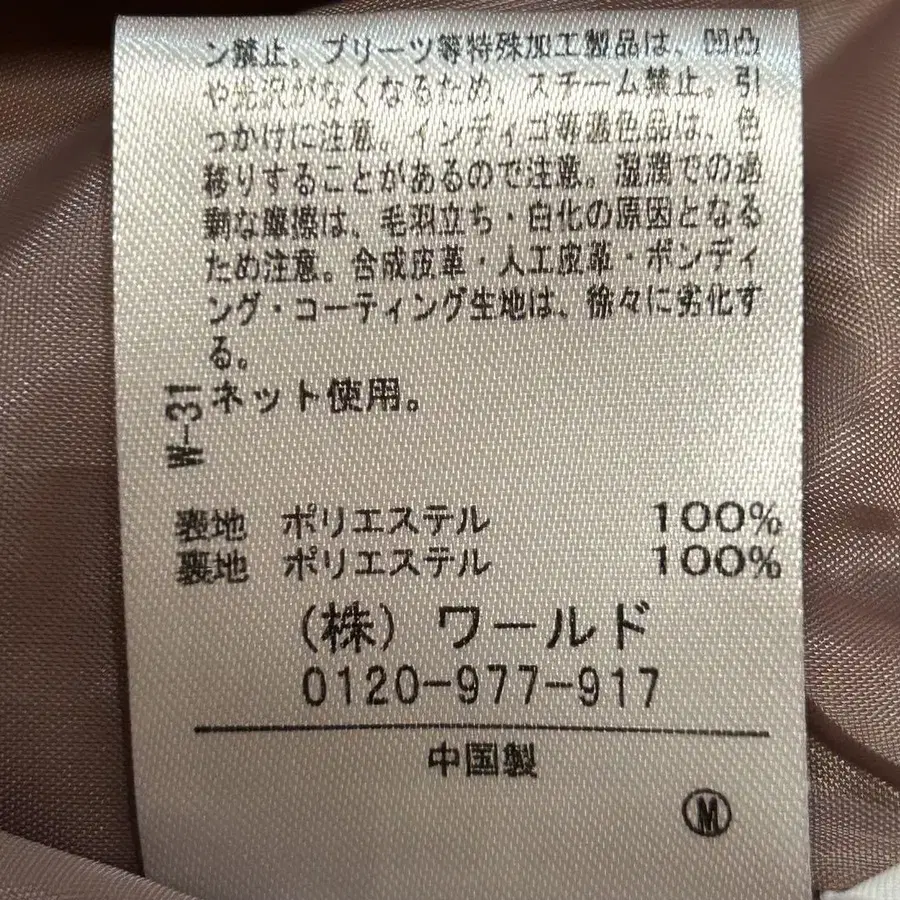 ン禁止。プリーツ等特殊加工製品は、凹凸
や光沢がなくなるため、スチーム禁止。引
っかけに注意。インディゴ等過色品は、色
移りすることがあるので注意。湿潤での過
剰な摩擦は、毛羽立ち・白化の原因となる
ため注意。合成皮革・人工皮革・ボンディ
ング・コーティング生地は、徐々に劣化す
る。
ネット使用。
W-31
表地 ポリエステル 100%
裏地 ポリエステル 100%
(株) ワールド
0120-977-917
中国製
M